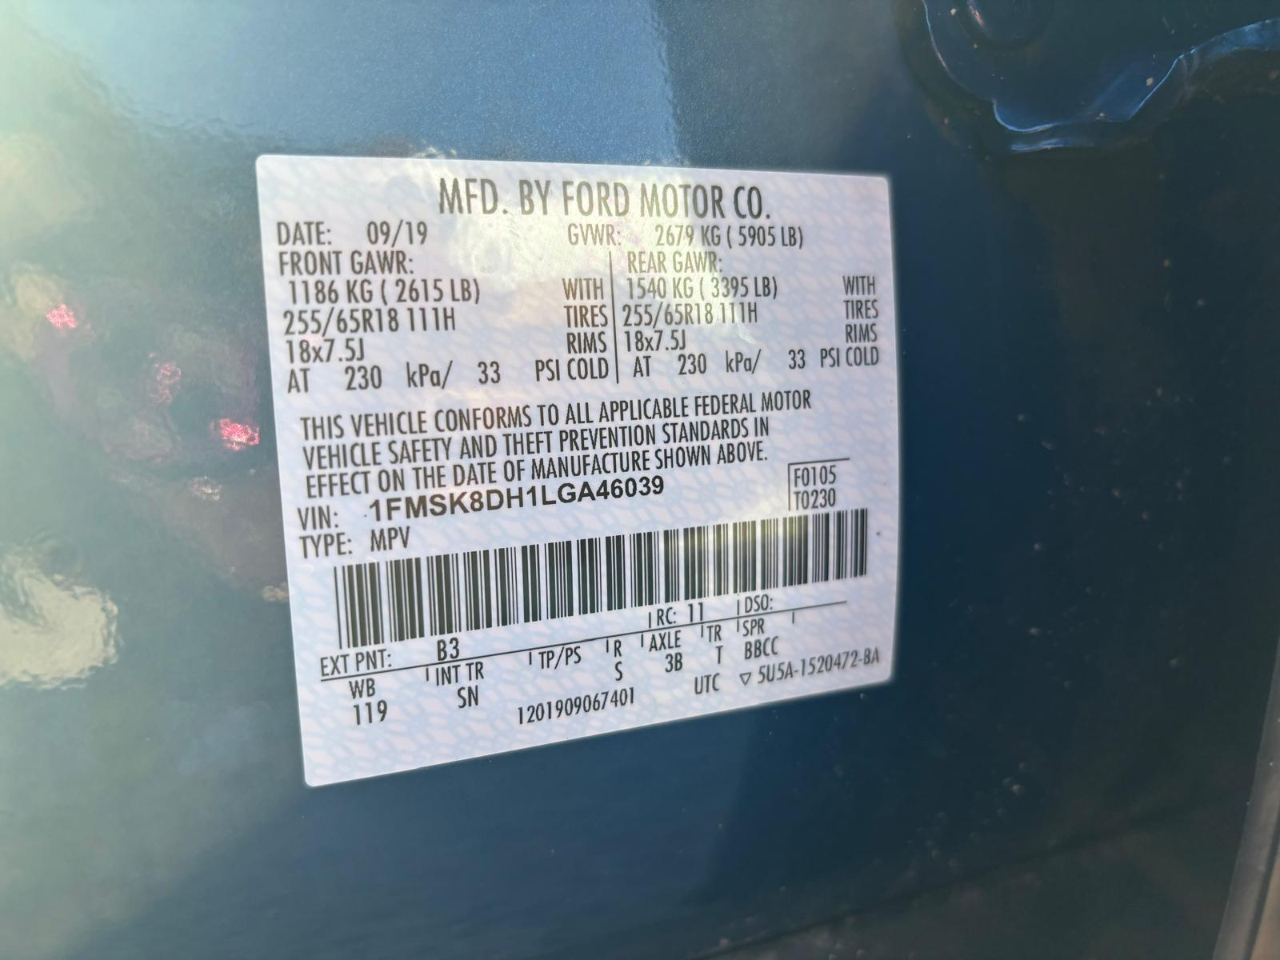 MFD. BY FORD MOTOR CO.
DATE: 09/19 GVWR: 2679 KG ( 5905 LB)
FRONT GAWR: REAR GAWR:
1186 KG ( 2615 LB) WITH 1540 KG ( 3395 LB) WITH
255/65R18 111H TIRES 255/65R18 111H TIRES
18x7.5J RIMS 18x7.5J RIMS
AT 230 kPa/ 33 PSI COLD AT 230 kPa/ 33 PSI COLD
THIS VEHICLE CONFORMS TO ALL APPLICABLE FEDERAL MOTOR
VEHICLE SAFETY AND THEFT PREVENTION STANDARDS IN
EFFECT ON THE DATE OF MANUFACTURE SHOWN ABOVE.
VIN: 1FMSK8DH1LGA46039 F0105
TYPE: MPV T0230
EXT PNT: B3 RC: 11 DSO:
WB INT TR TP/PS R AXLE TR SPR
119 SN S 3B T BBCC
1201909067401 UTC ▽ 5U5A-1520472-BA